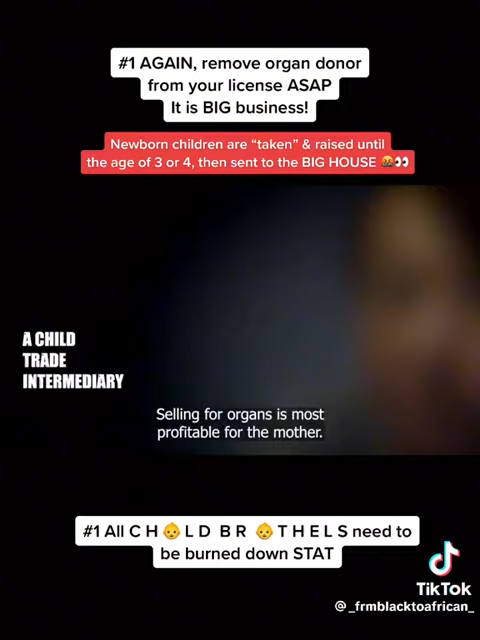 #1 AGAIN, remove organ donor
from your license ASAP
It is BIG business!
Newborn children are “taken” & raised until
the age of 3 or 4, then sent to the BIG HOUSE 🤬👀
A CHILD
TRADE
INTERMEDIARY
Selling for organs is most
profitable for the mother.
#1 All C H 👶 L D B R 👶 T H E L S need to
be burned down STAT
TikTok
@_frmblacktoafrican_